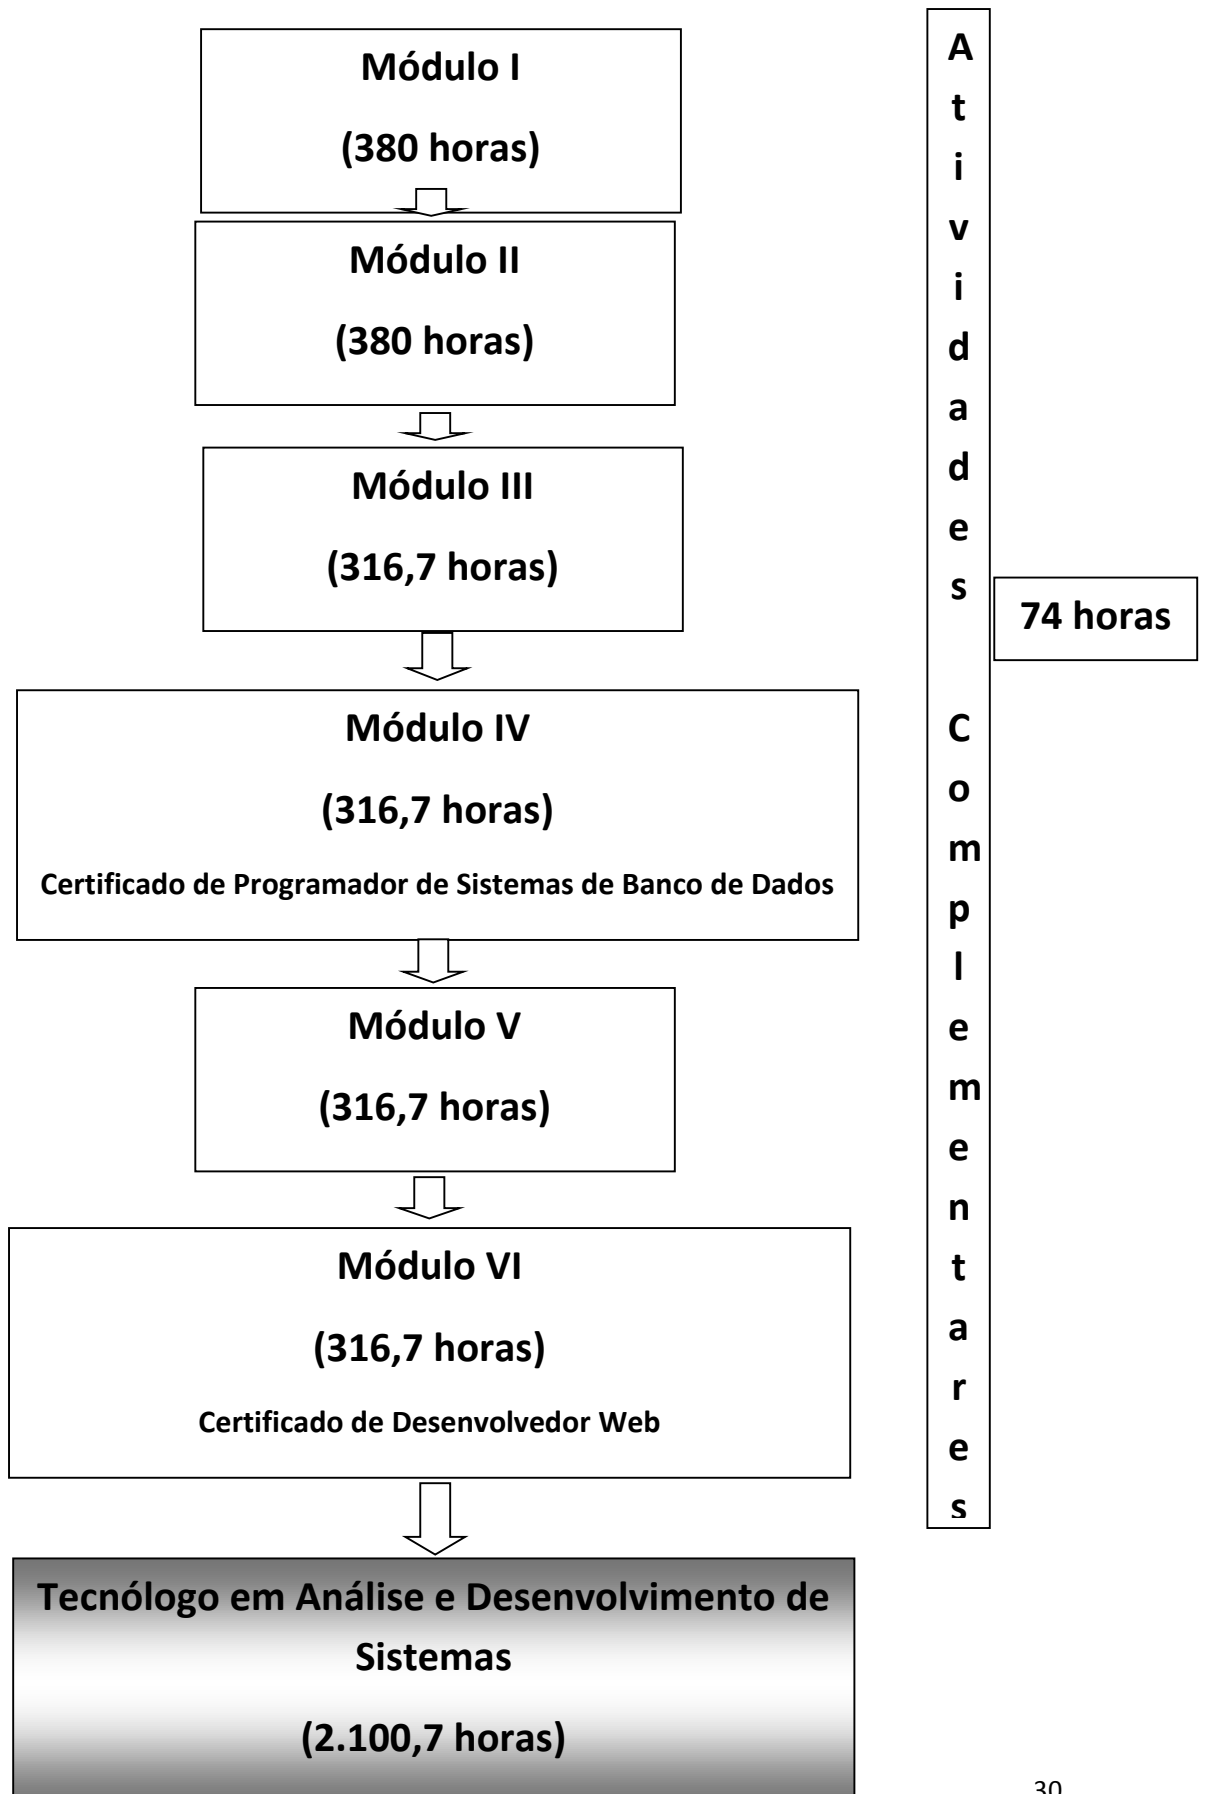 Módulo I
(380 horas)
Módulo II
(380 horas)
Módulo III
(316,7 horas)
Módulo IV
(316,7 horas)
Certificado de Programador de Sistemas de Banco de Dados
Módulo V
(316,7 horas)
Módulo VI
(316,7 horas)
Certificado de Desenvolvedor Web
Tecnólogo em Análise e Desenvolvimento de
Sistemas
(2.100,7 horas)
A
t
i
v
i
d
a
d
e
s
C
o
m
p
l
e
m
e
n
t
a
r
e
s
74 horas
30